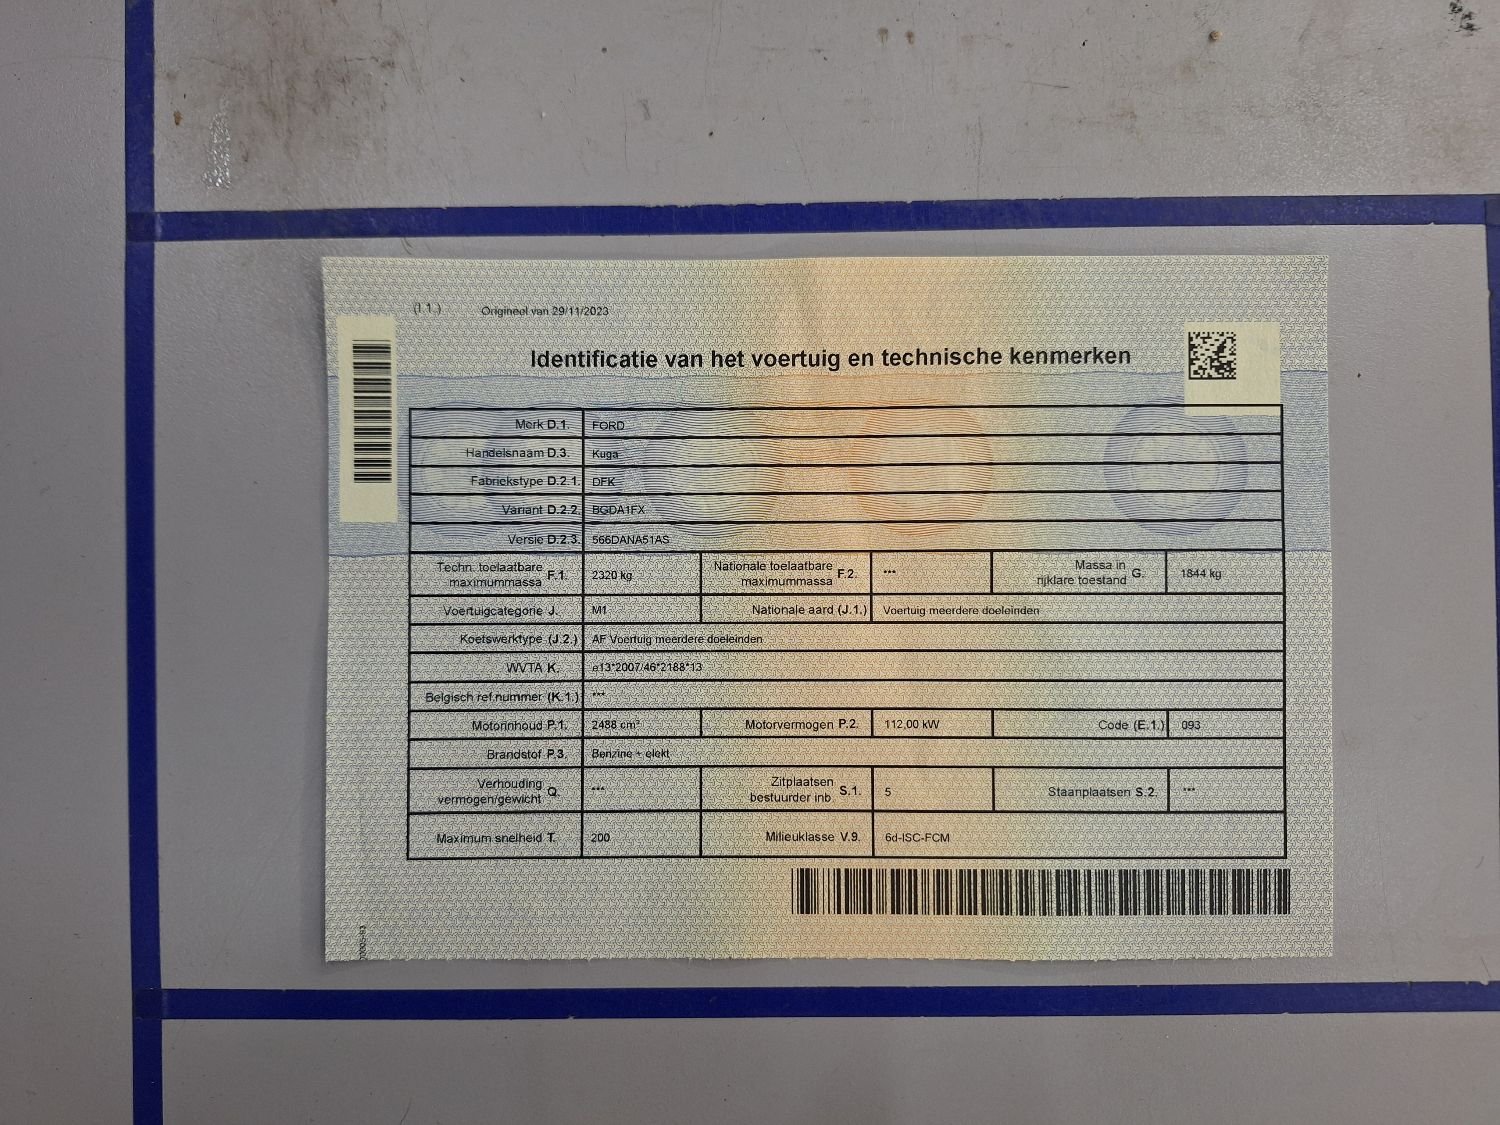 (I.1.) Origineel van 29/11/2023
Identificatie van het voertuig en technische kenmerken
Merk D.1. FORD
Handelsnaam D.3. Kuga
Fabriekstype D.2.1. DFK
Variant D.2.2. BGDA1FX
Versie D.2.3. 566DANA51AS
Techn. toelaatbare maximummassa F.1. 2320 kg Nationale toelaatbare maximummassa F.2. *** Massa in rijklare toestand G. 1844 kg
Voertuigcategorie J. M1 Nationale aard (J.1.) Voertuig meerdere doeleinden
Koetswerktype (J.2.) AF Voertuig meerdere doeleinden
WVTA K. e13*2007/46*2188*13
Belgisch ref.nummer (K.1.) ***
Motorinhoud P.1. 2488 cm³ Motorvermogen P.2. 112,00 kW Code (E.1.) 093
Brandstof P.3. Benzine + elekt
Verhouding vermogen/gewicht Q. *** Zitplaatsen bestuurder inb. S.1. 5 Staanplaatsen S.2. ***
Maximum snelheid T. 200 Milieuklasse V.9. 6d-ISC-FCM